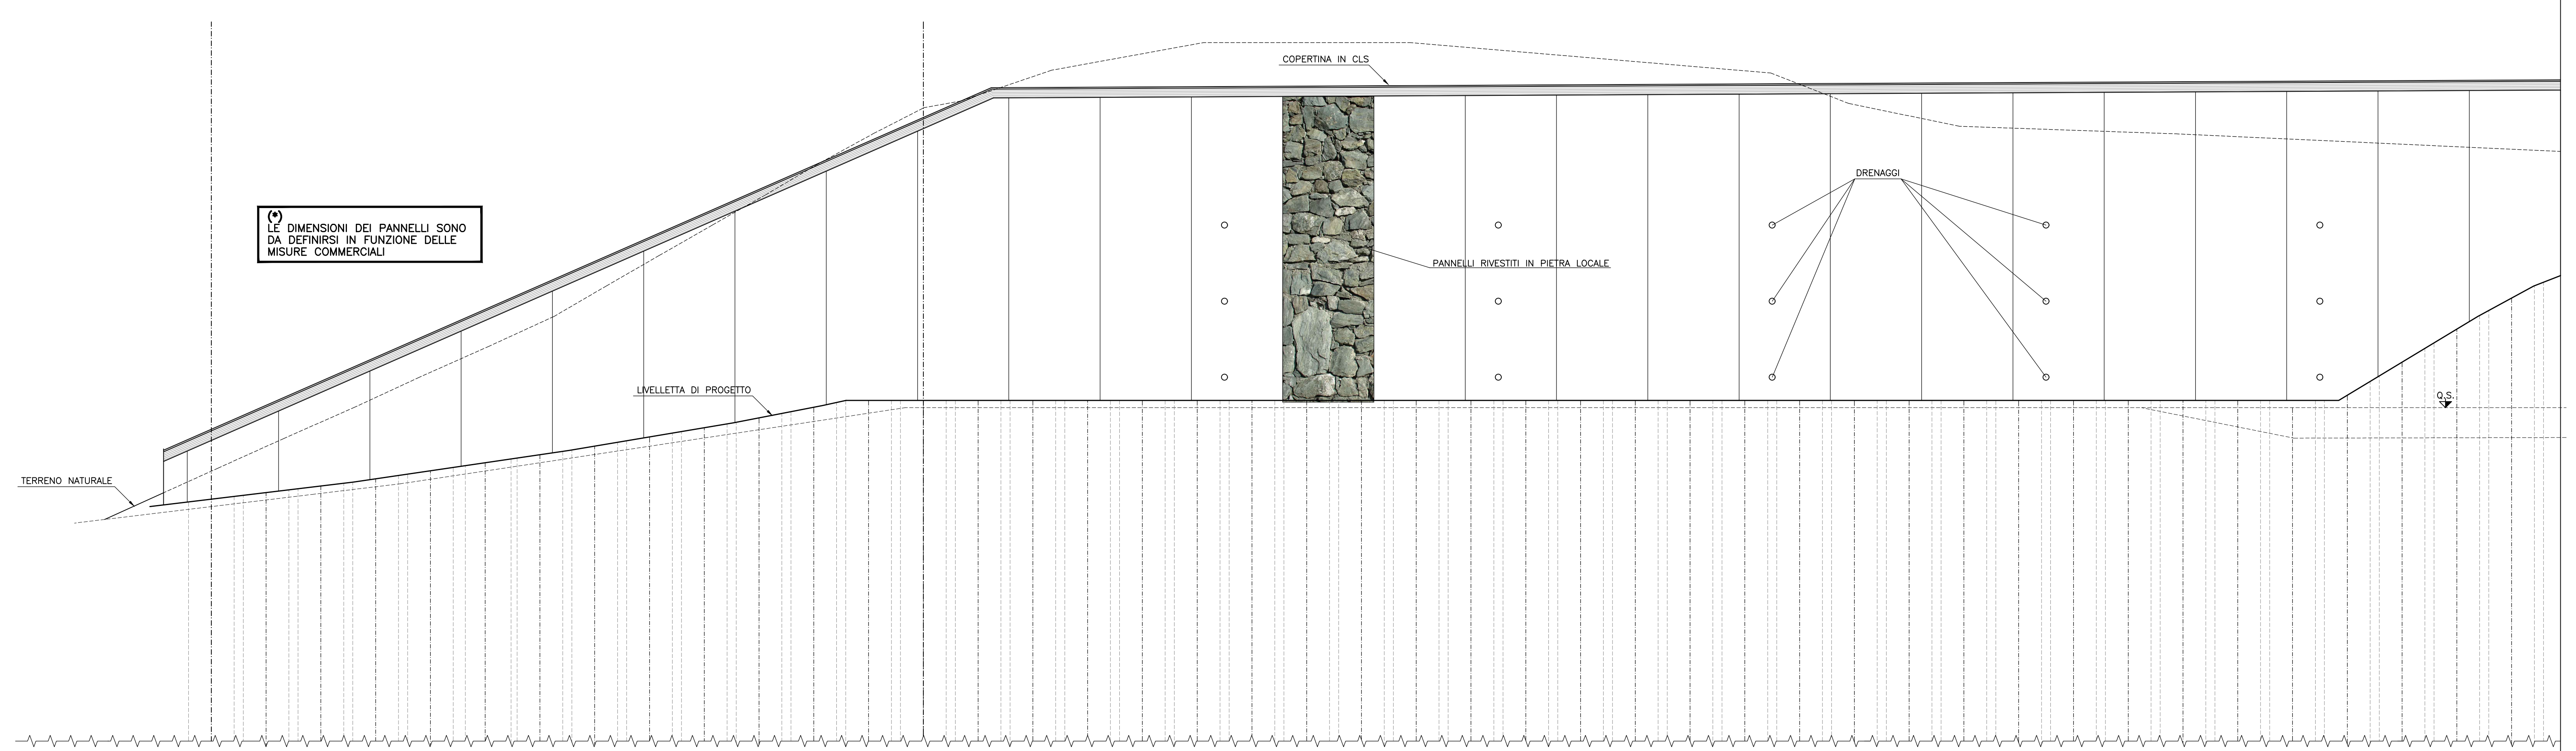 COPERTINA IN CLS
DRENAGGI
(*)
LE DIMENSIONI DEI PANNELLI SONO
DA DEFINIRSI IN FUNZIONE DELLE
MISURE COMMERCIALI
PANNELLI RIVESTITI IN PIETRA LOCALE
LIVELLETTA DI PROGETTO
Q.S.
TERRENO NATURALE